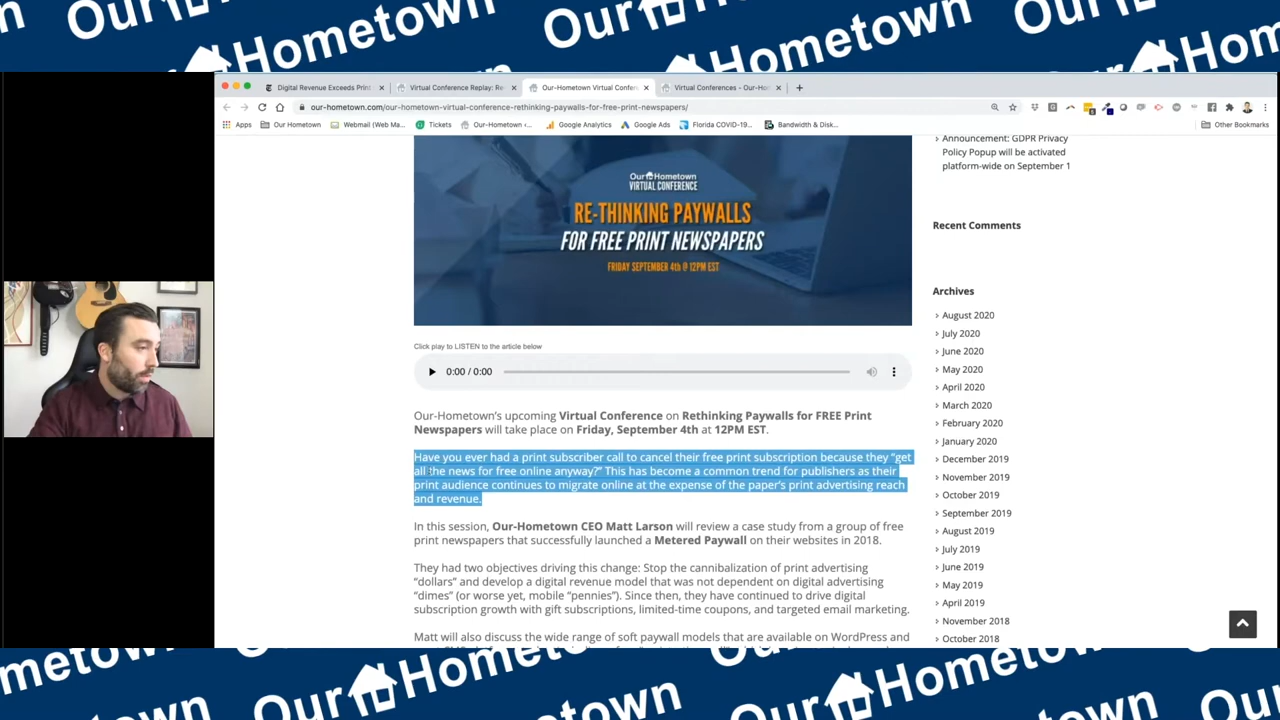 Our Hometown
Our Hometown
Our Hom
Digital Revenue Exceeds Print
Virtual Conference Replay: Re
Our-Hometown Virtual Conferen
Virtual Conferences - Our-Ho
our-hometown.com/our-hometown-virtual-conference-rethinking-paywalls-for-free-print-newspapers/
Apps
Our Hometown
Webmail (Web Ma...
Tickets
Our-Hometown ‹...
Google Analytics
Google Ads
Florida COVID-19...
Bandwidth & Disk...
Other Bookmarks
Our Hometown
VIRTUAL CONFERENCE
RE-THINKING PAYWALLS
FOR FREE PRINT NEWSPAPERS
FRIDAY SEPTEMBER 4th @ 12PM EST
Click play to LISTEN to the article below
0:00 / 0:00
Our-Hometown's upcoming Virtual Conference on Rethinking Paywalls for FREE Print
Newspapers will take place on Friday, September 4th at 12PM EST.
Have you ever had a print subscriber call to cancel their free print subscription because they “get
all the news for free online anyway?” This has become a common trend for publishers as their
print audience continues to migrate online at the expense of the paper's print advertising reach
and revenue.
In this session, Our-Hometown CEO Matt Larson will review a case study from a group of free
print newspapers that successfully launched a Metered Paywall on their websites in 2018.
They had two objectives driving this change: Stop the cannibalization of print advertising
“dollars” and develop a digital revenue model that was not dependent on digital advertising
“dimes” (or worse yet, mobile “pennies”). Since then, they have continued to drive digital
subscription growth with gift subscriptions, limited-time coupons, and targeted email marketing.
Matt will also discuss the wide range of soft paywall models that are available on WordPress and
Announcement: GDPR Privacy
Policy Popup will be activated
platform-wide on September 1
Recent Comments
Archives
August 2020
July 2020
June 2020
May 2020
April 2020
March 2020
February 2020
January 2020
December 2019
November 2019
October 2019
September 2019
August 2019
July 2019
June 2019
May 2019
April 2019
November 2018
October 2018
metown
Our Hometown
Our Hometown
Our